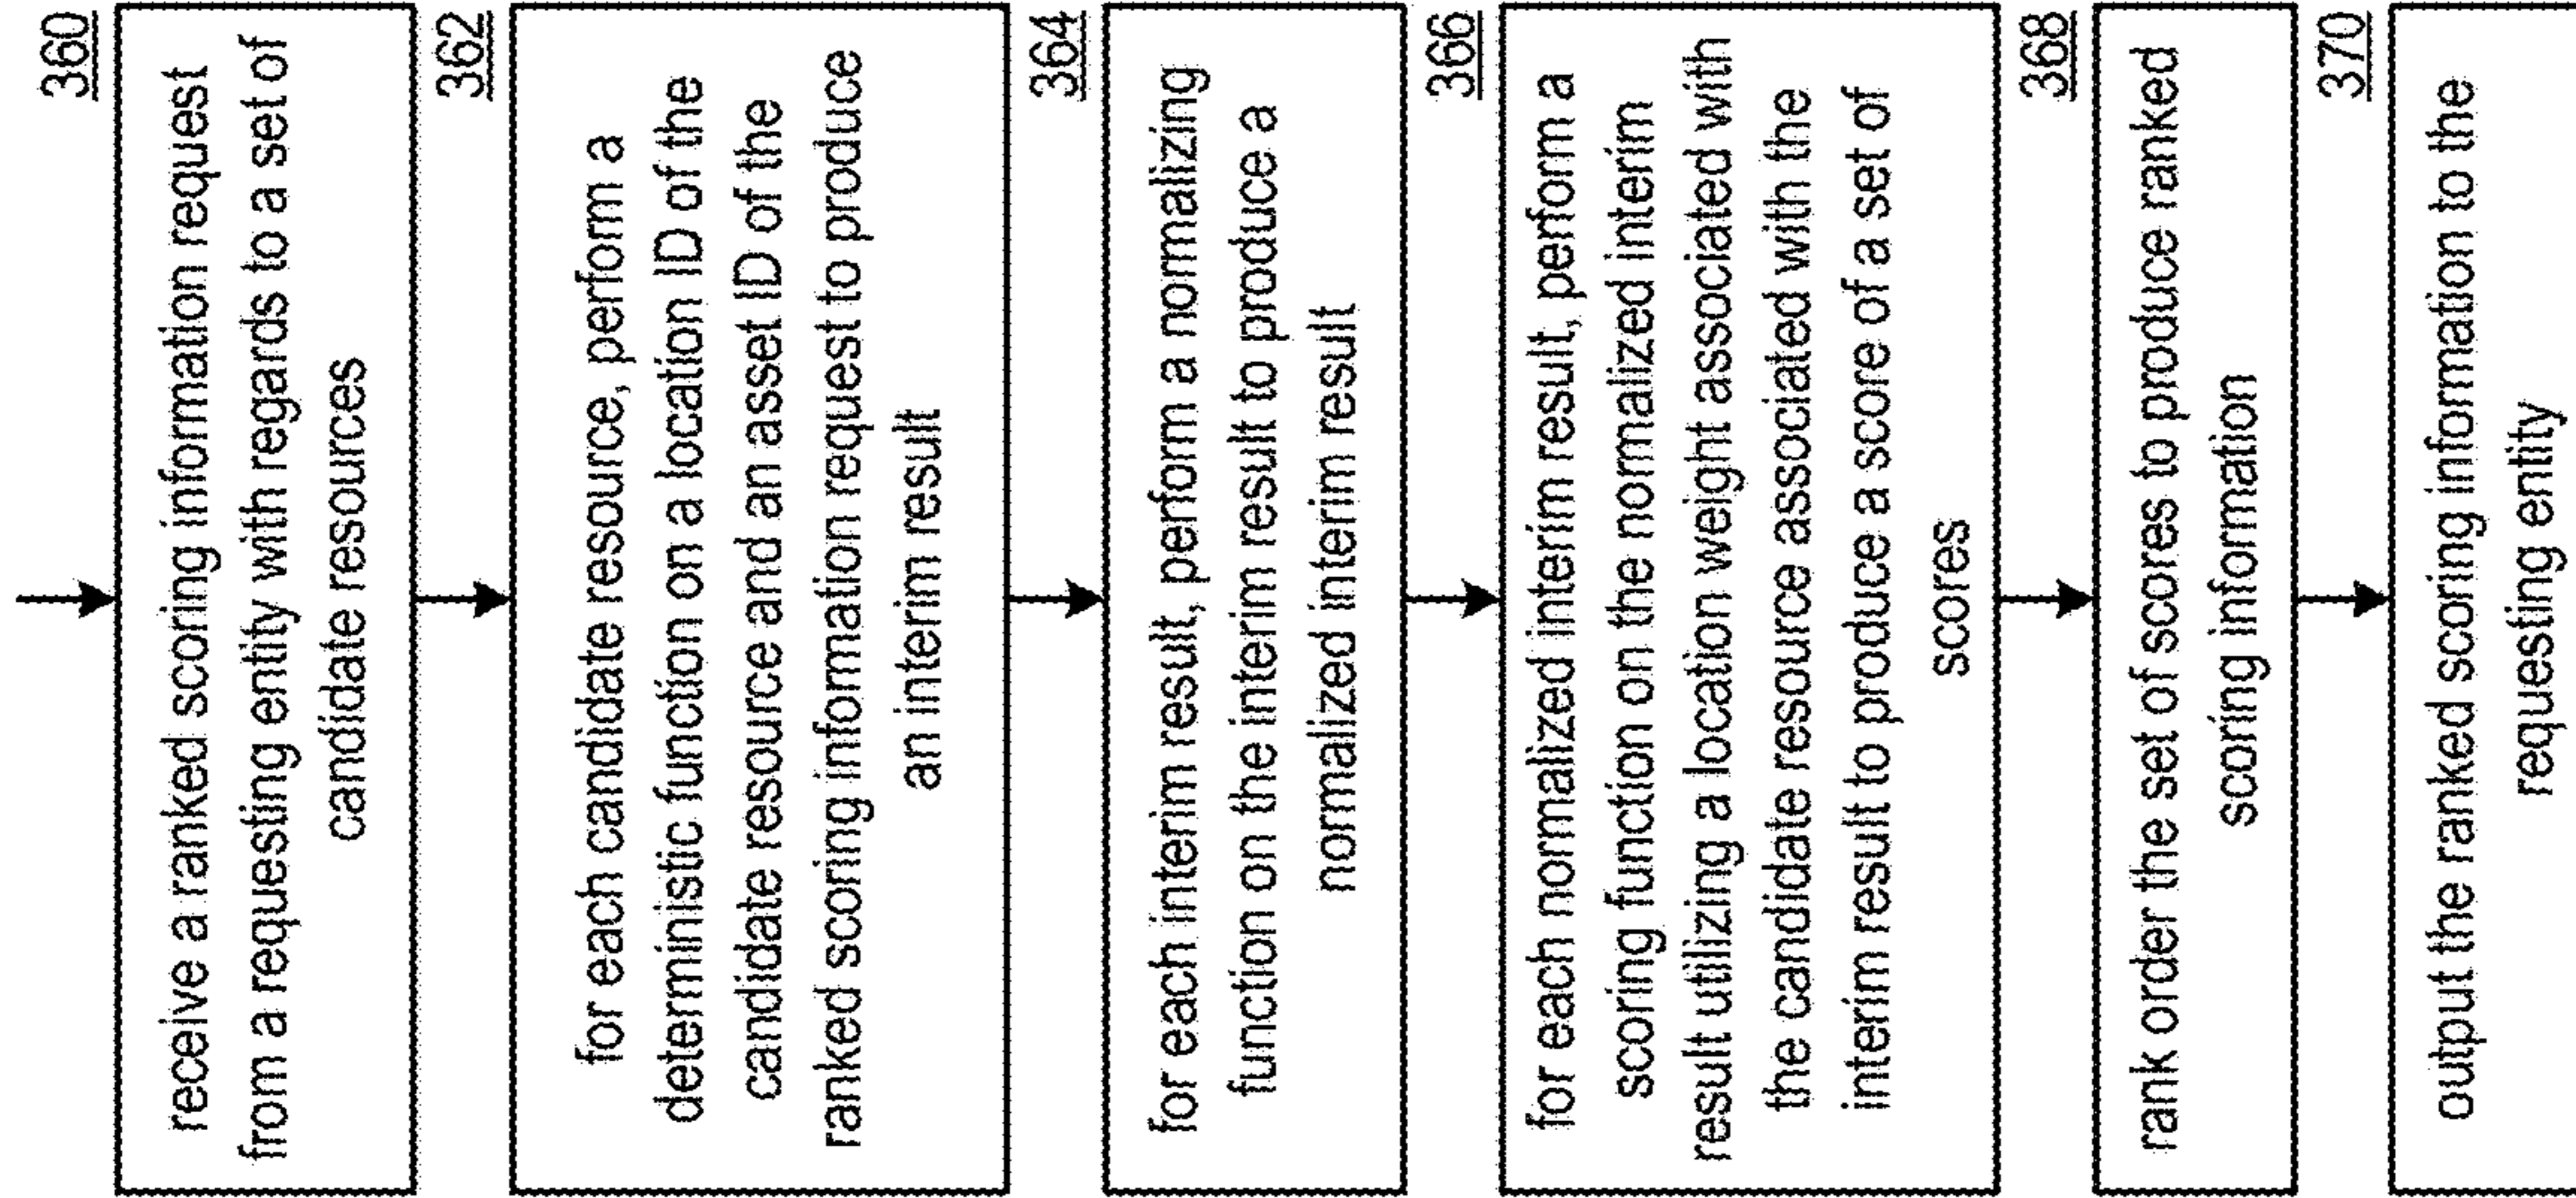 360
receive a ranked scoring information request
from a requesting entity with regards to a set of
candidate resources
362
for each candidate resource, perform a
deterministic function on a location ID of the
candidate resource and an asset ID of the
ranked scoring information request to produce
an interim result
364
for each interim result, perform a normalizing
function on the interim result to produce a
normalized interim result
366
for each normalized interim result, perform a
scoring function on the normalized interim
result utilizing a location weight associated with
the candidate resource associated with the
interim result to produce a score of a set of
scores
368
rank order the set of scores to produce ranked
scoring information
370
output the ranked scoring information to the
requesting entity